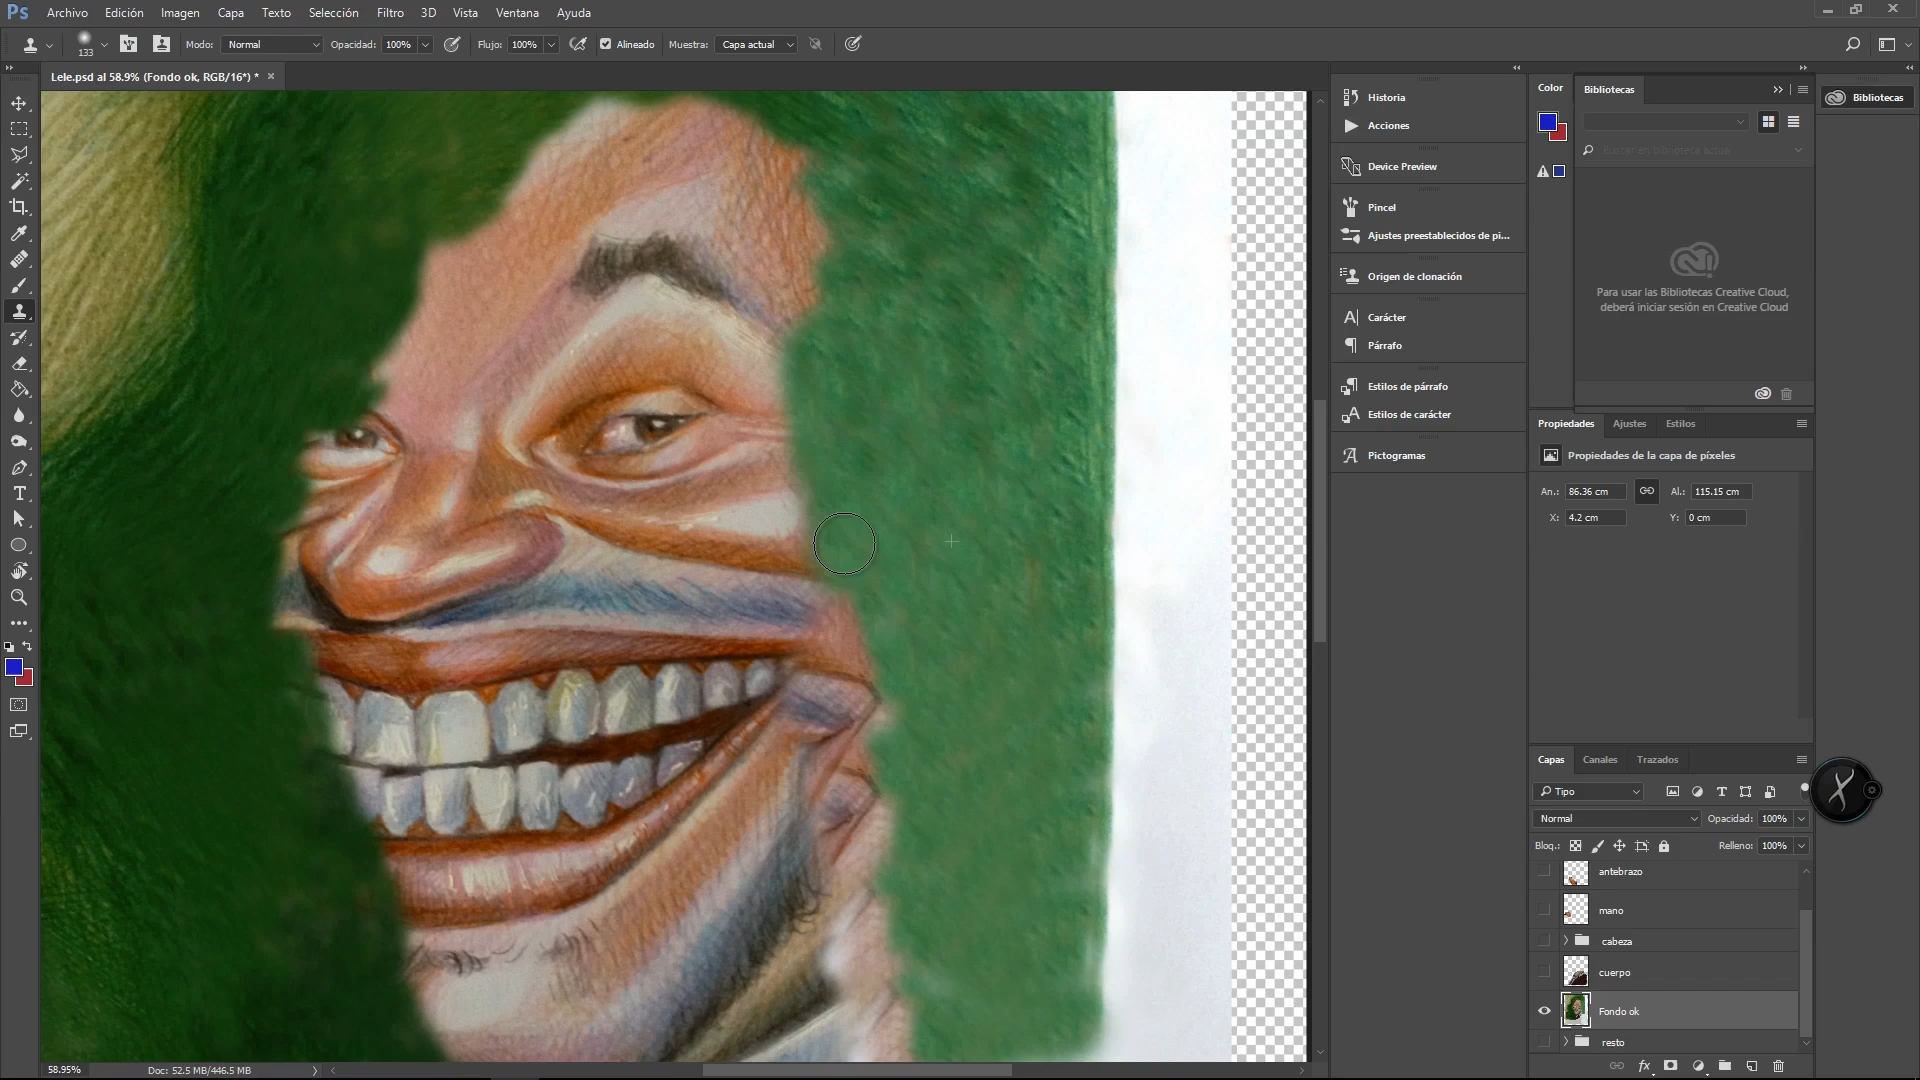 Ps Archivo Edición Imagen Capa Texto Selección Filtro 3D Vista Ventana Ayuda
133 Modo: Normal Opacidad: 100% Flujo: 100% Alineado Muestra: Capa actual
Lele.psd al 58.9% (Fondo ok, RGB/16*) * ×
Historia
Acciones
Device Preview
Pincel
Ajustes preestablecidos de pi...
Origen de clonación
Carácter
Párrafo
Estilos de párrafo
Estilos de carácter
Pictogramas
Color
Bibliotecas
Buscar en biblioteca actual
Para usar las Bibliotecas Creative Cloud,
deberá iniciar sesión en Creative Cloud
Bibliotecas
Propiedades Ajustes Estilos
Propiedades de la capa de píxeles
An.: 86.36 cm Al.: 115.15 cm
X: 4.2 cm Y: 0 cm
Capas Canales Trazados
Tipo
Normal Opacidad: 100%
Bloq.: Relleno: 100%
antebrazo
mano
cabeza
cuerpo
Fondo ok
resto
58.95% Doc: 52.5 MB/446.5 MB